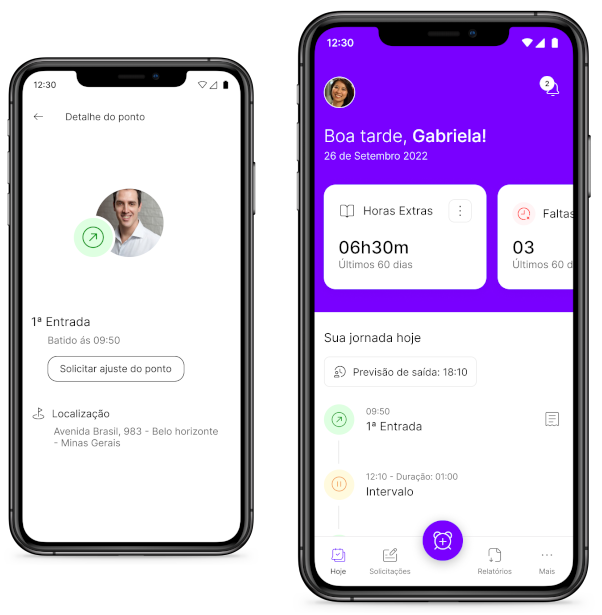 12:30
Detalhe do ponto
1ª Entrada
Batido ás 09:50
Solicitar ajuste do ponto
Localização
Avenida Brasil, 983 - Belo horizonte
- Minas Gerais
12:30
2
Boa tarde, Gabriela!
26 de Setembro 2022
Horas Extras
06h30m
Últimos 60 dias
Faltas
03
Últimos 60 d
Sua jornada hoje
Previsão de saída: 18:10
09:50
1ª Entrada
12:10 - Duração: 01:00
Intervalo
Hoje
Solicitações
Relatórios
Mais